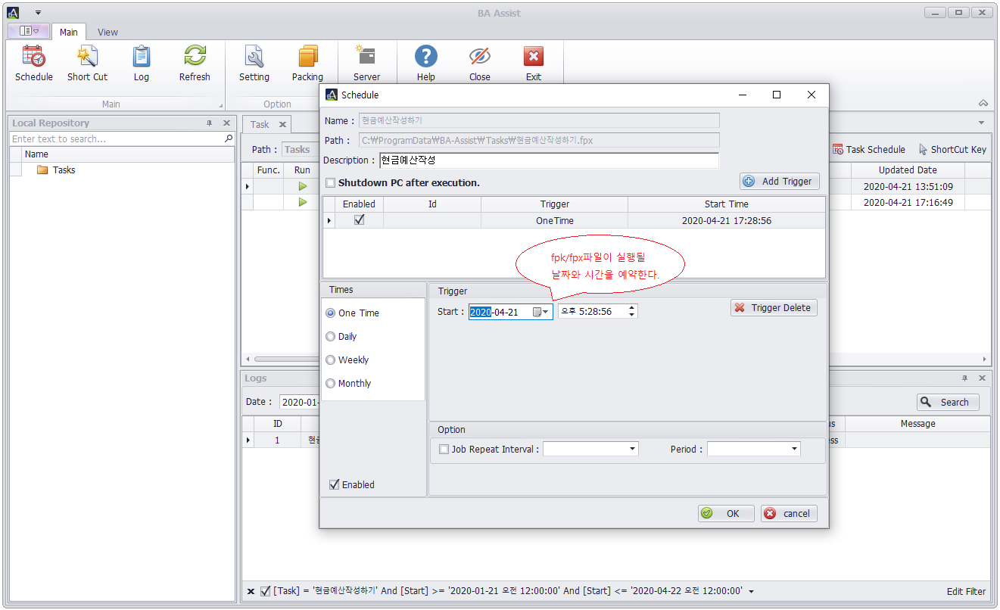 BA Assist
Main View
Schedule Short Cut Log Refresh Setting Packing Server Help Close Exit
Main Option
Local Repository
Enter text to search...
Name
Tasks
Task
Path : Tasks
Task Schedule ShortCut Key
Func. Run Updated Date
2020-04-21 13:51:09
2020-04-21 17:16:49
Schedule
Name : 현금예산작성하기
Path : C:\ProgramData\BA-Assist\Tasks\현금예산작성하기.fpx
Description : 현금예산작성
Shutdown PC after execution.
Add Trigger
Enabled Id Trigger Start Time
OneTime 2020-04-21 17:28:56
fpk/fpx파일이 실행될
날짜와 시간을 예약한다.
Times
One Time
Daily
Weekly
Monthly
Enabled
Trigger
Start : 2020-04-21 오후 5:28:56
Trigger Delete
Option
Job Repeat Interval : Period :
OK cancel
Logs
Date : 2020-01-
Search
ID Message
1
[Task] = '현금예산작성하기' And [Start] >= '2020-01-21 오전 12:00:00' And [Start] <= '2020-04-22 오전 12:00:00'
Edit Filter